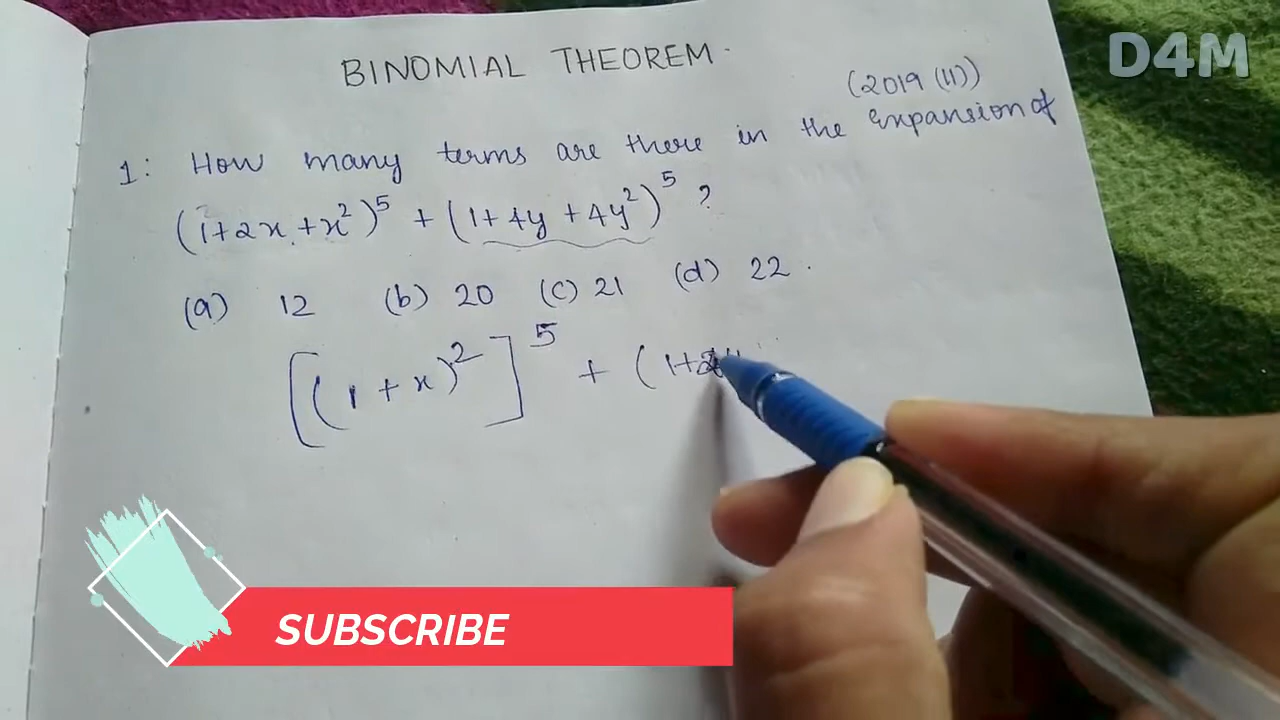 D4M
BINOMIAL THEOREM.
(2019 (II))
1: How many terms are there in the expansion of
(1+2x+x²)⁵ + (1+4y+4y²)⁵ ?
(a) 12 (b) 20 (c) 21 (d) 22.
[(1+x)²]⁵ + (1+2
SUBSCRIBE